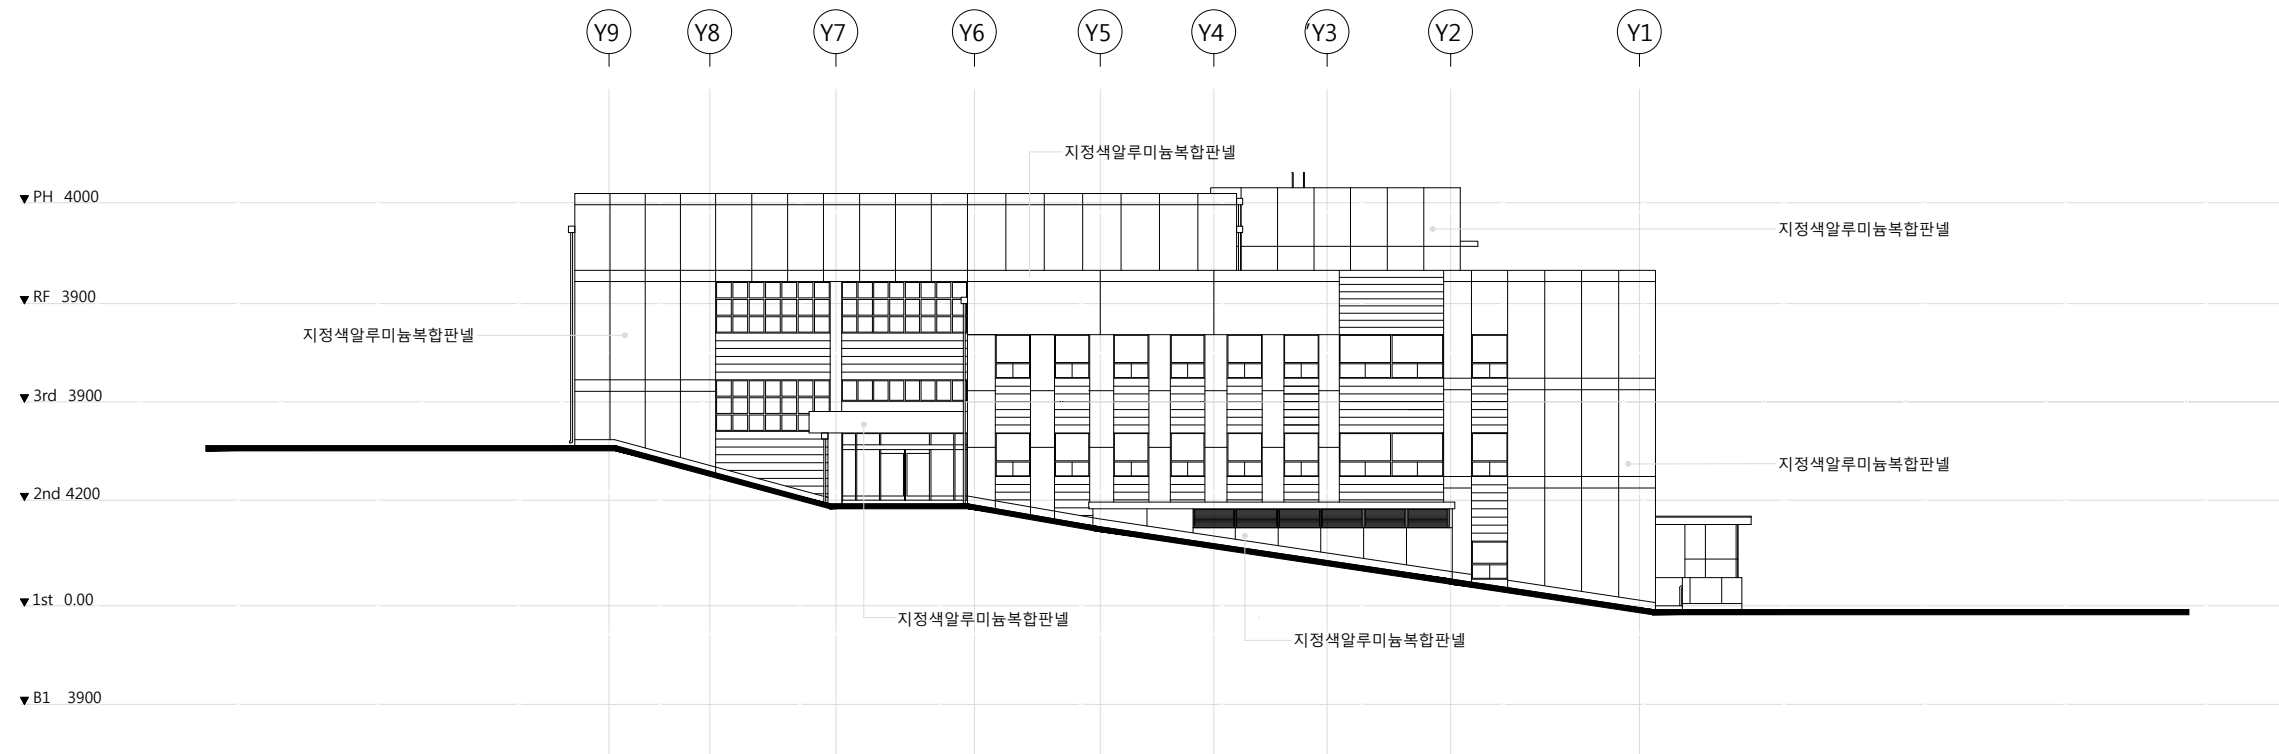 Y9 Y8 Y7 Y6 Y5 Y4 'Y3 Y2 Y1
지정색알루미늄복합판넬
▼ PH 4000
지정색알루미늄복합판넬
▼ RF 3900
지정색알루미늄복합판넬
▼ 3rd 3900
지정색알루미늄복합판넬
▼ 2nd 4200
▼ 1st 0.00
지정색알루미늄복합판넬
지정색알루미늄복합판넬
▼ B1 3900